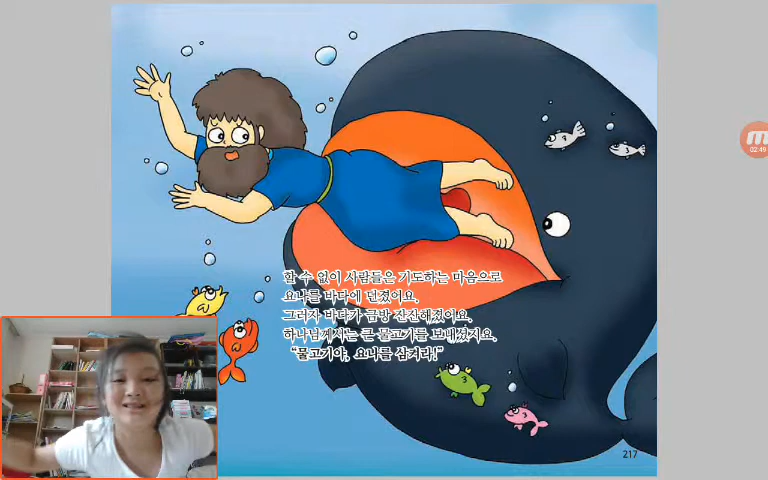 할 수 없이 사람들은 기도하는 마음으로
요나를 바다에 던졌어요.
그러자 바다가 금방 잔잔해졌어요.
하나님께서는 큰 물고기를 보내셨지요.
“물고기야, 요나를 삼켜라!”
217
02:49